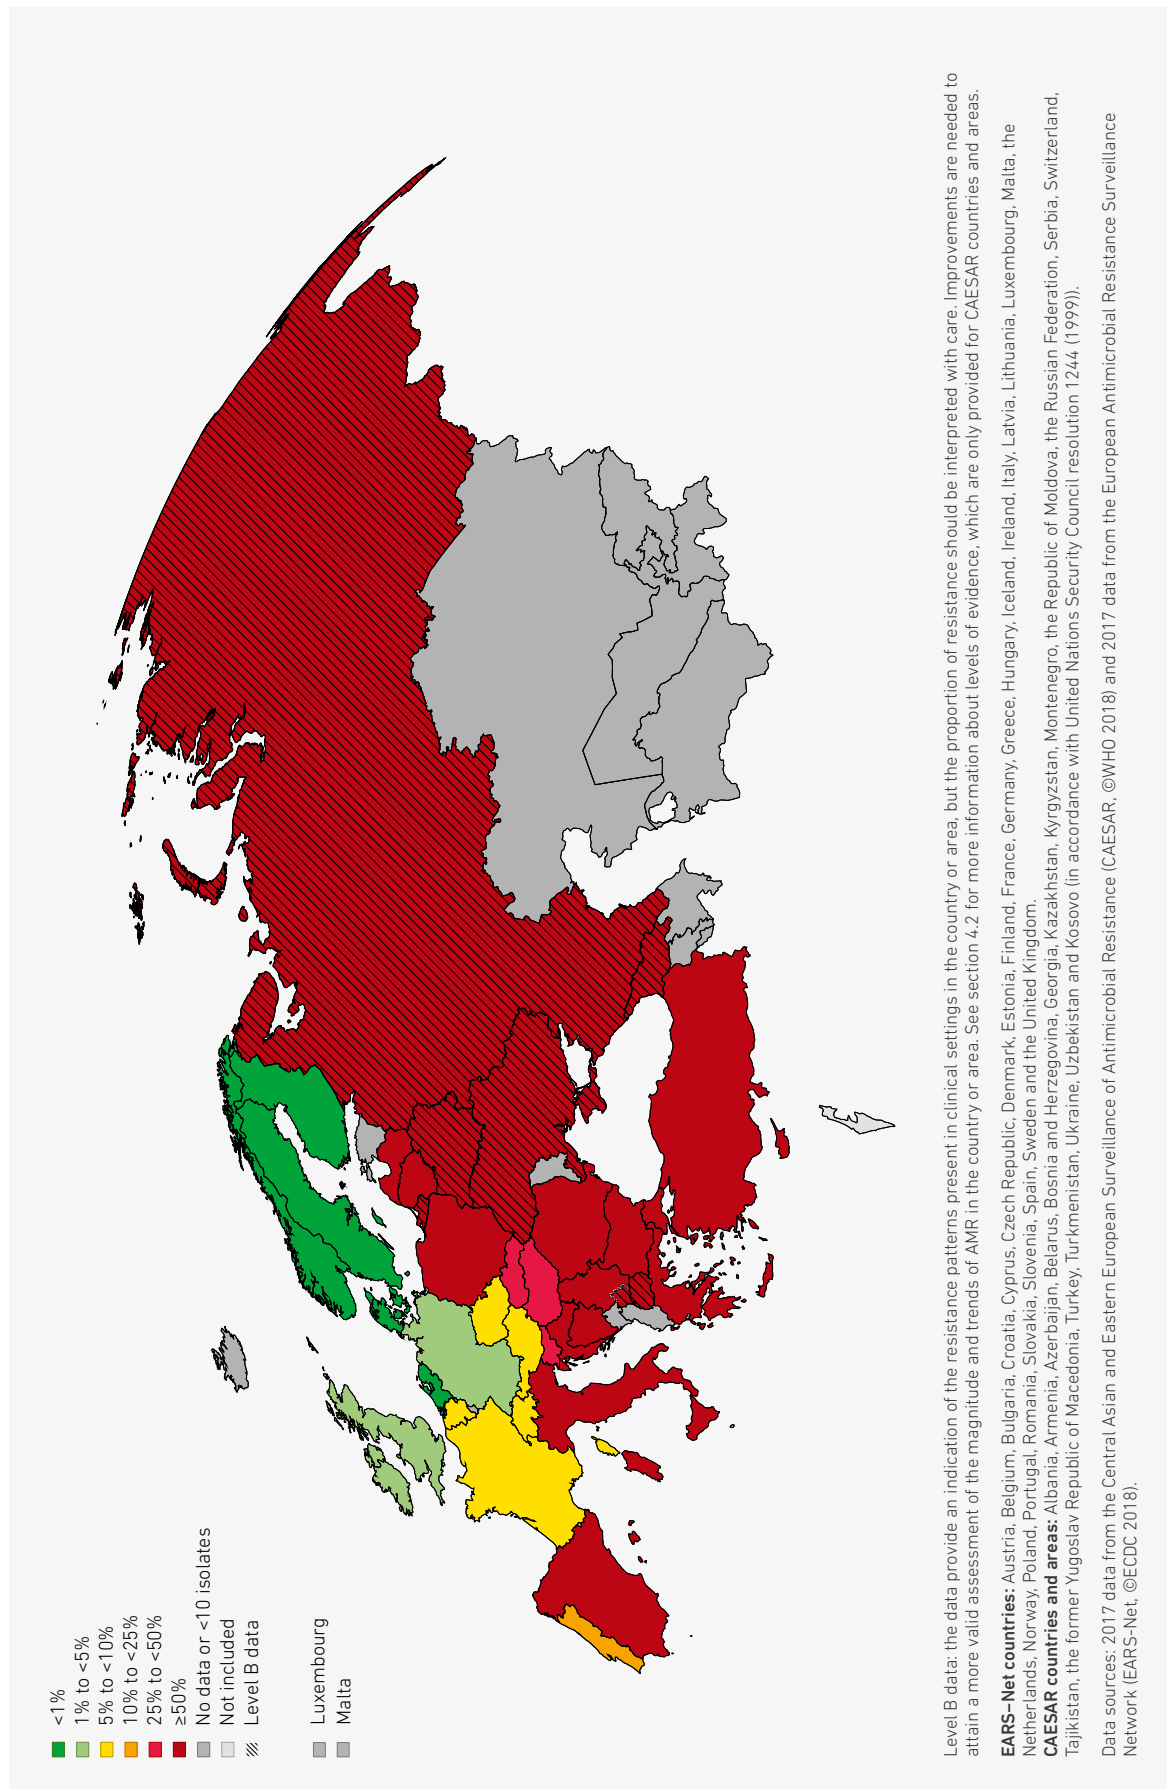 <1%
1% to <5%
5% to <10%
10% to <25%
25% to <50%
≥50%
No data or <10 isolates
Not included
Level B data
Luxembourg
Malta
Level B data: the data provide an indication of the resistance patterns present in clinical settings in the country or area, but the proportion of resistance should be interpreted with care. Improvements are needed to
attain a more valid assessment of the magnitude and trends of AMR in the country or area. See section 4.2 for more information about levels of evidence, which are only provided for CAESAR countries and areas.
EARS-Net countries: Austria, Belgium, Bulgaria, Croatia, Cyprus, Czech Republic, Denmark, Estonia, Finland, France, Germany, Greece, Hungary, Iceland, Ireland, Italy, Latvia, Lithuania, Luxembourg, Malta, the
Netherlands, Norway, Poland, Portugal, Romania, Slovakia, Slovenia, Spain, Sweden and the United Kingdom.
CAESAR countries and areas: Albania, Armenia, Azerbaijan, Belarus, Bosnia and Herzegovina, Georgia, Kazakhstan, Kyrgyzstan, Montenegro, the Republic of Moldova, the Russian Federation, Serbia, Switzerland,
Tajikistan, the former Yugoslav Republic of Macedonia, Turkey, Turkmenistan, Ukraine, Uzbekistan and Kosovo (in accordance with United Nations Security Council resolution 1244 (1999)).
Data sources: 2017 data from the Central Asian and Eastern European Surveillance of Antimicrobial Resistance (CAESAR, ©WHO 2018) and 2017 data from the European Antimicrobial Resistance Surveillance
Network (EARS-Net, ©ECDC 2018).